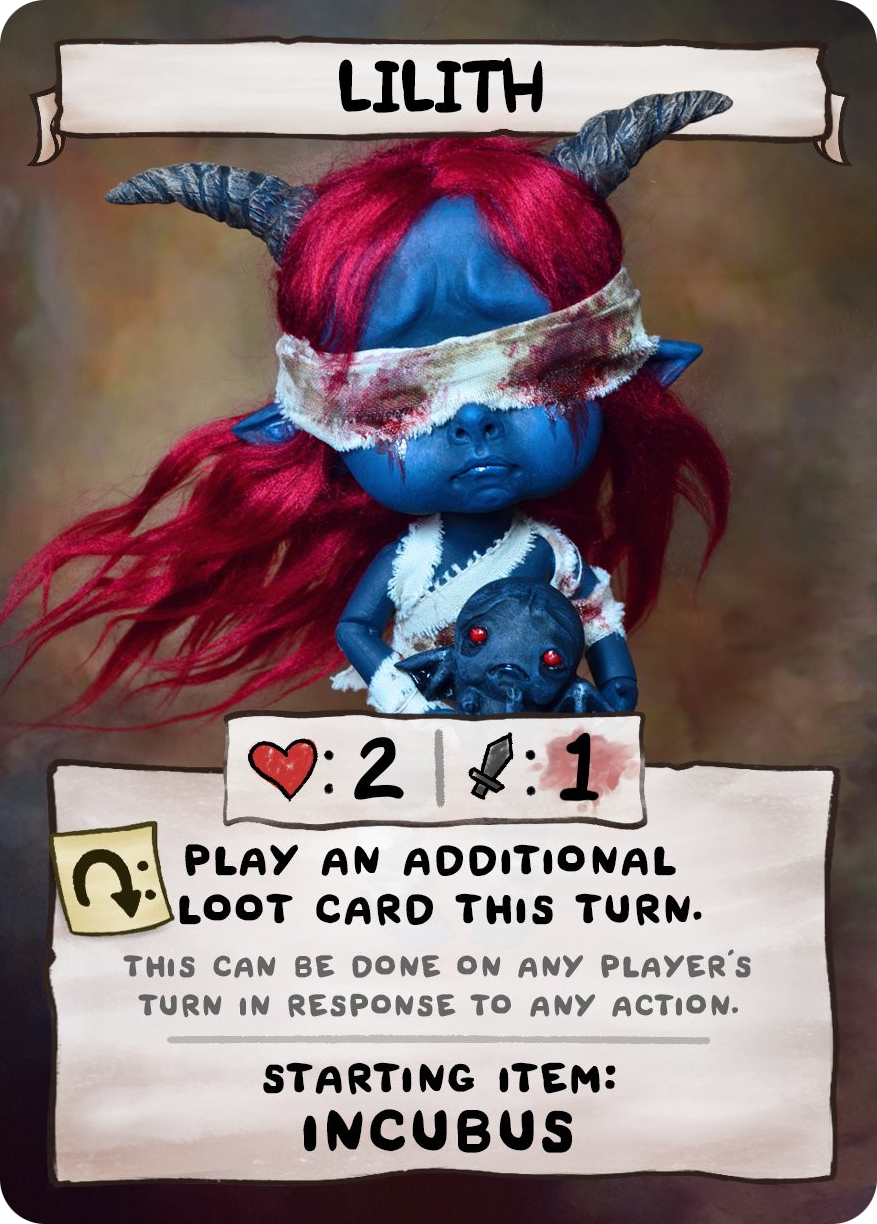 LILITH
: 2 | : 1
PLAY AN ADDITIONAL
LOOT CARD THIS TURN.
THIS CAN BE DONE ON ANY PLAYER'S
TURN IN RESPONSE TO ANY ACTION.
STARTING ITEM:
INCUBUS